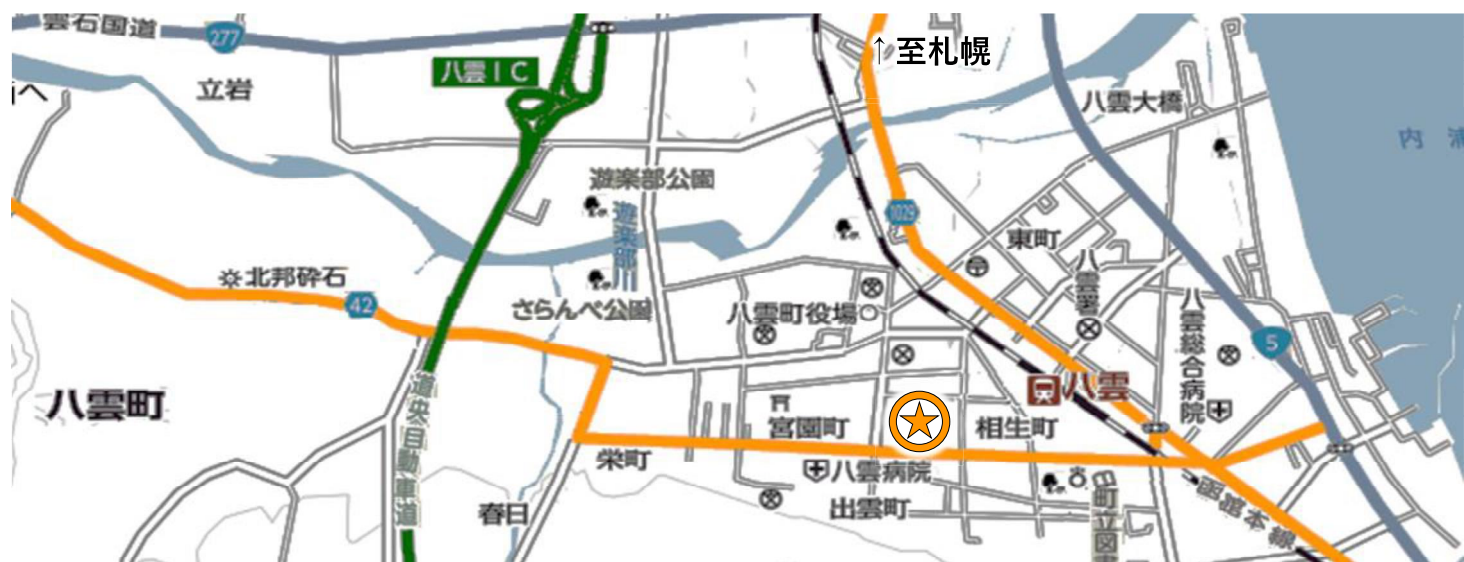 雲石国道
277
↑至札幌
八雲IC
立岩
八雲大橋
内
遊楽部公園
遊楽部川
1029
東町
北邦砕石
42
さらんべ公園
八雲町役場
八雲署
八雲総合病院
5
八雲町
道央自動車道
八雲
宮園町
相生町
栄町
八雲病院
出雲町
春日
函館本線
町立図